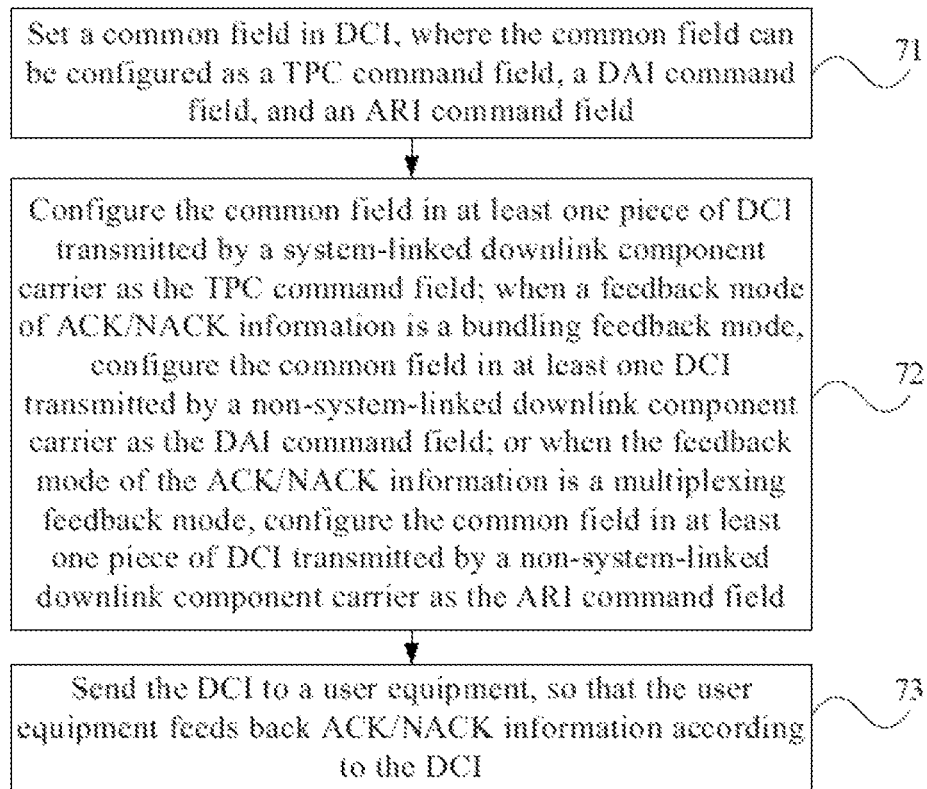 Set a common field in DCI, where the common field can
be configured as a TPC command field, a DAI command
field, and an ARI command field
71
Configure the common field in at least one piece of DCI
transmitted by a system-linked downlink component
carrier as the TPC command field; when a feedback mode
of ACK/NACK information is a bundling feedback mode,
configure the common field in at least one DCI
transmitted by a non-system-linked downlink component
carrier as the DAI command field; or when the feedback
mode of the ACK/NACK information is a multiplexing
feedback mode, configure the common field in at least
one piece of DCI transmitted by a non-system-linked
downlink component carrier as the ARI command field
72
Send the DCI to a user equipment, so that the user
equipment feeds back ACK/NACK information according
to the DCI
73